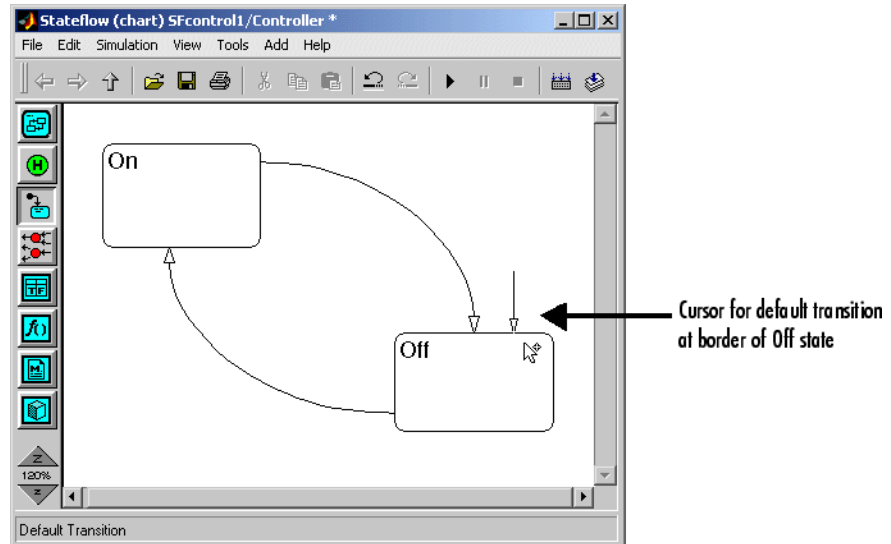 Stateflow (chart) SFcontrol1/Controller *
File Edit Simulation View Tools Add Help
H
On
TF
f()
M
Off
Cursor for default transition
at border of Off state
Z
120%
Z
Default Transition